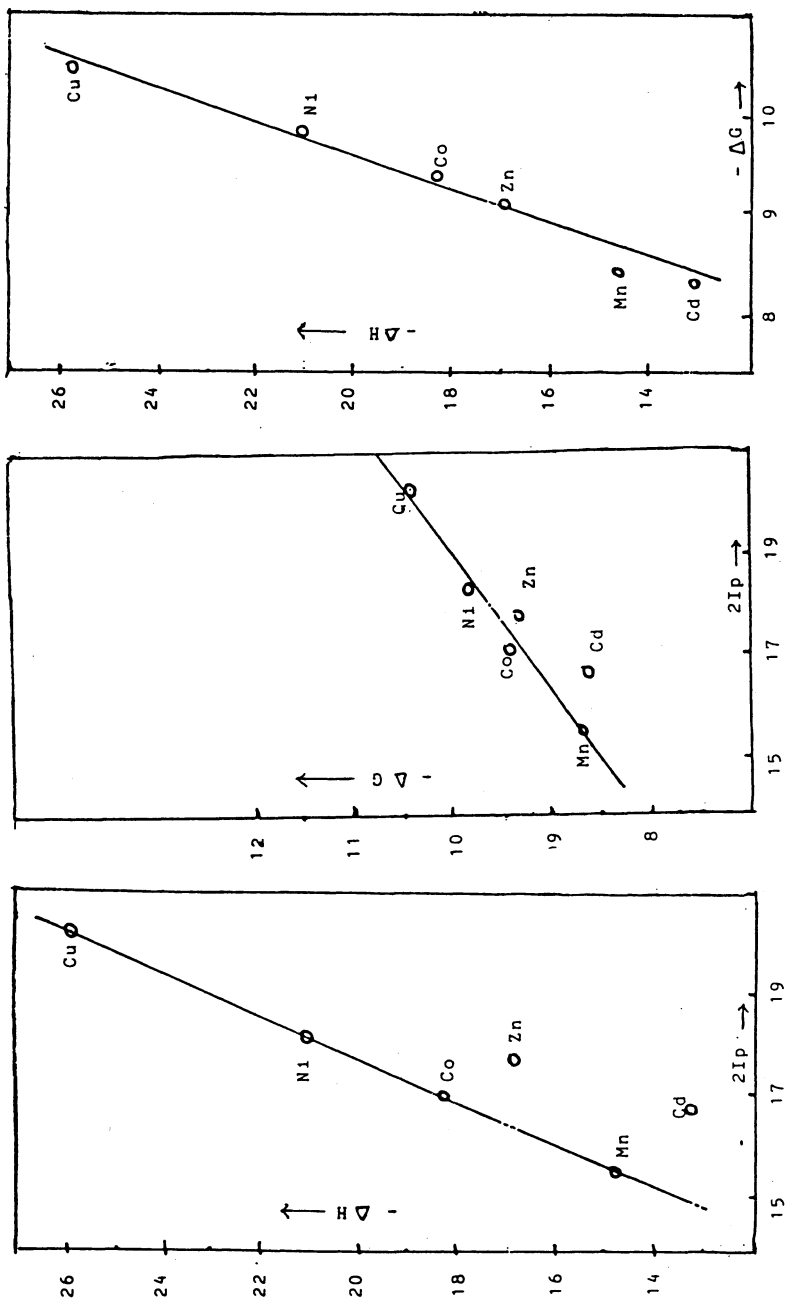 26
24
22
20
18
16
14
- ΔH →
Cu
Ni
Co
Zn
Mn
Cd
8
9
10
- ΔG →
12
11
10
9
8
- ΔG →
Cu
Ni
Zn
Co
Cd
Mn
15
17
19
2Ip →
26
24
22
20
18
16
14
- ΔH →
Cu
Ni
Co
Zn
Mn
Cd
15
17
19
2Ip →